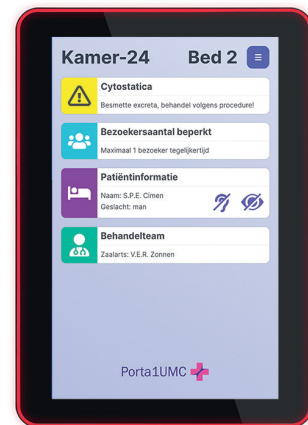 Kamer-24 Bed 2
Cytostatica
Besmette excreta, behandel volgens procedure!
Bezoekersaantal beperkt
Maximaal 1 bezoeker tegelijkertijd
Patiëntinformatie
Naam: S.P.E. Cimen
Geslacht: man
Behandelteam
Zaalarts: V.E.R. Zonnen
Porta1UMC